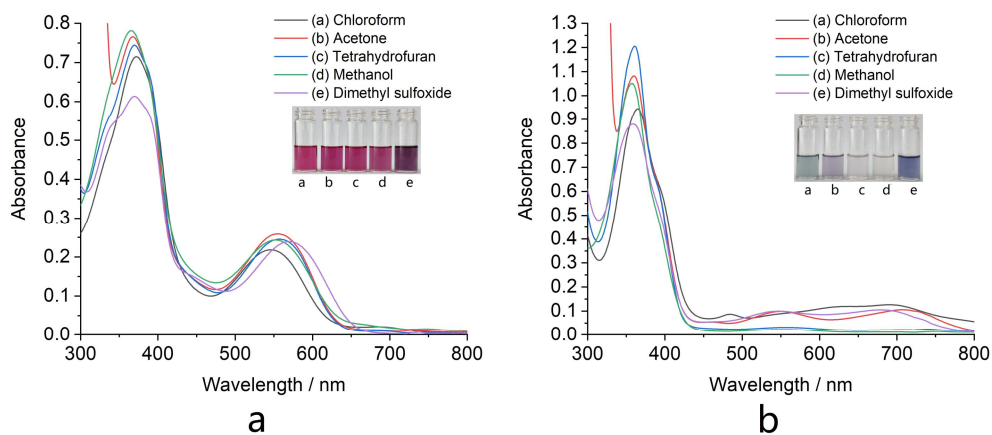 (a) Chloroform
(b) Acetone
(c) Tetrahydrofuran
(d) Methanol
(e) Dimethyl sulfoxide
a b c d e
0.8
0.7
0.6
0.5
0.4
0.3
0.2
0.1
0.0
Absorbance
300 400 500 600 700 800
Wavelength / nm
a
(a) Chloroform
(b) Acetone
(c) Tetrahydrofuran
(d) Methanol
(e) Dimethyl sulfoxide
a b c d e
1.3
1.2
1.1
1.0
0.9
0.8
0.7
0.6
0.5
0.4
0.3
0.2
0.1
0.0
Absorbance
300 400 500 600 700 800
Wavelength / nm
b